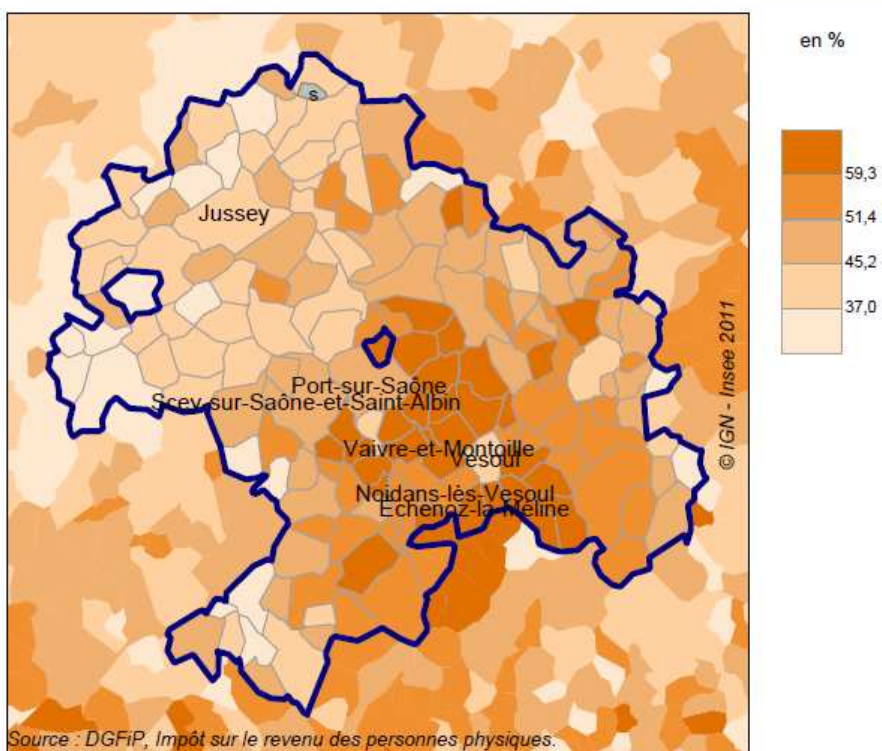 en %
s
59,3
Jussey
51,4
45,2
37,0
© IGN - Insee 2011
Port-sur-Saône
Scey-sur-Saône-et-Saint-Albin
Vaivre-et-Montoille
Vesoul
Noidans-lès-Vesoul
Echenoz-la-Méline
Source : DGFiP, Impôt sur le revenu des personnes physiques.